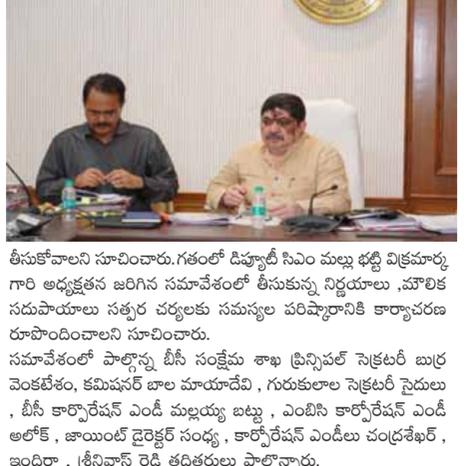 తీసుకోవాలని సూచించారు.గతంలో డిప్యూటీ సిఎం మల్లు భట్టి విక్రమార్క
గారి అధ్యక్షతన జరిగిన సమావేశంలో తీసుకున్న నిర్ణయాలు ,మౌలిక
సదుపాయాలు సత్వర చర్యలకు సమస్యల పరిష్కారానికి కార్యాచరణ
రూపొందించాలని సూచించారు.
సమావేశంలో పాల్గొన్న బీసీ సంక్షేమ శాఖ ప్రిన్సిపల్ సెక్రటరీ బుర్ర
వెంకటేశం, కమిషనర్ బాల మాయాదేవి , గురుకులాల సెక్రటరీ సైదులు
, బీసీ కార్పొరేషన్ ఎండీ మల్లయ్య బట్టు , ఎంబిసి కార్పోరేషన్ ఎండీ
అలోక్ , జాయింట్ డైరెక్టర్ సంధ్య , కార్పోరేషన్ ఎండీలు చంద్రశేఖర్ ,
ఇందిరా , శ్రీనివాస్ రెడ్డి తదితరులు పాల్గొన్నారు.